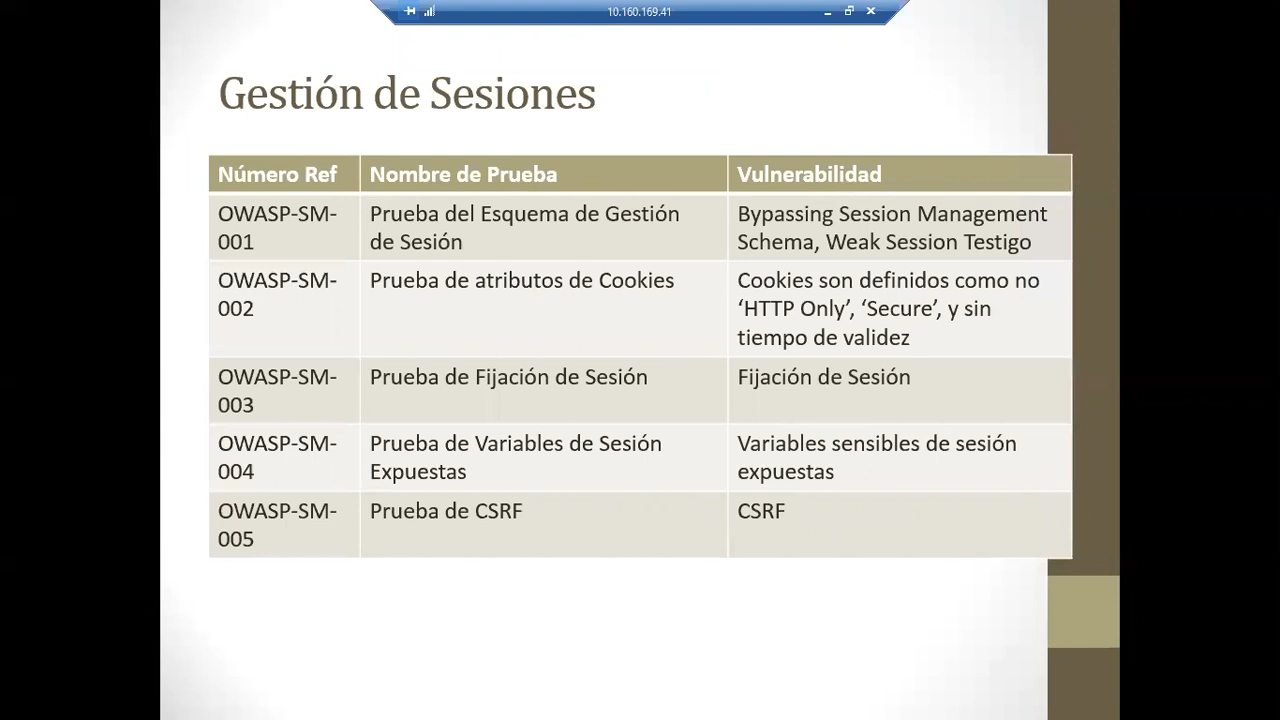 10.160.169.41
Gestión de Sesiones
Número Ref
Nombre de Prueba
Vulnerabilidad
OWASP-SM-
001
Prueba del Esquema de Gestión
de Sesión
Bypassing Session Management
Schema, Weak Session Testigo
OWASP-SM-
002
Prueba de atributos de Cookies
Cookies son definidos como no
‘HTTP Only’, ‘Secure’, y sin
tiempo de validez
OWASP-SM-
003
Prueba de Fijación de Sesión
Fijación de Sesión
OWASP-SM-
004
Prueba de Variables de Sesión
Expuestas
Variables sensibles de sesión
expuestas
OWASP-SM-
005
Prueba de CSRF
CSRF